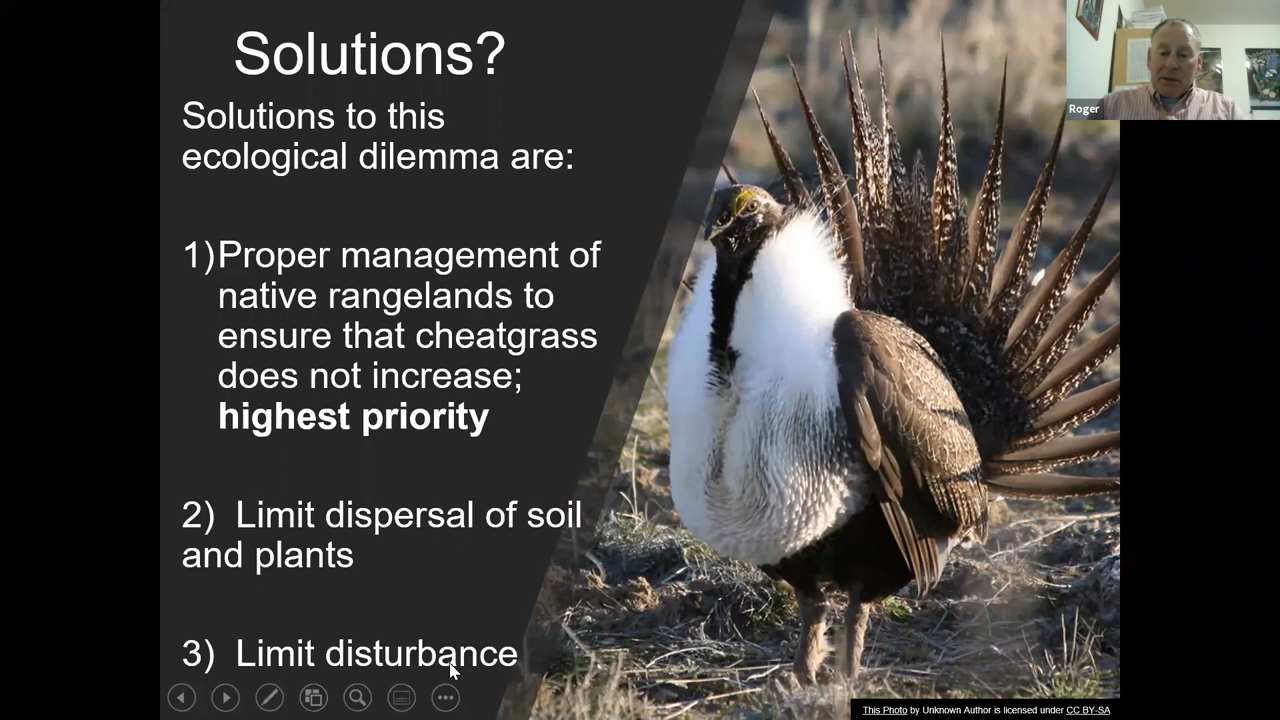 Solutions?
Solutions to this
ecological dilemma are:
1)Proper management of
native rangelands to
ensure that cheatgrass
does not increase;
highest priority
2) Limit dispersal of soil
and plants
3) Limit disturbance
Roger
This Photo by Unknown Author is licensed under CC BY-SA